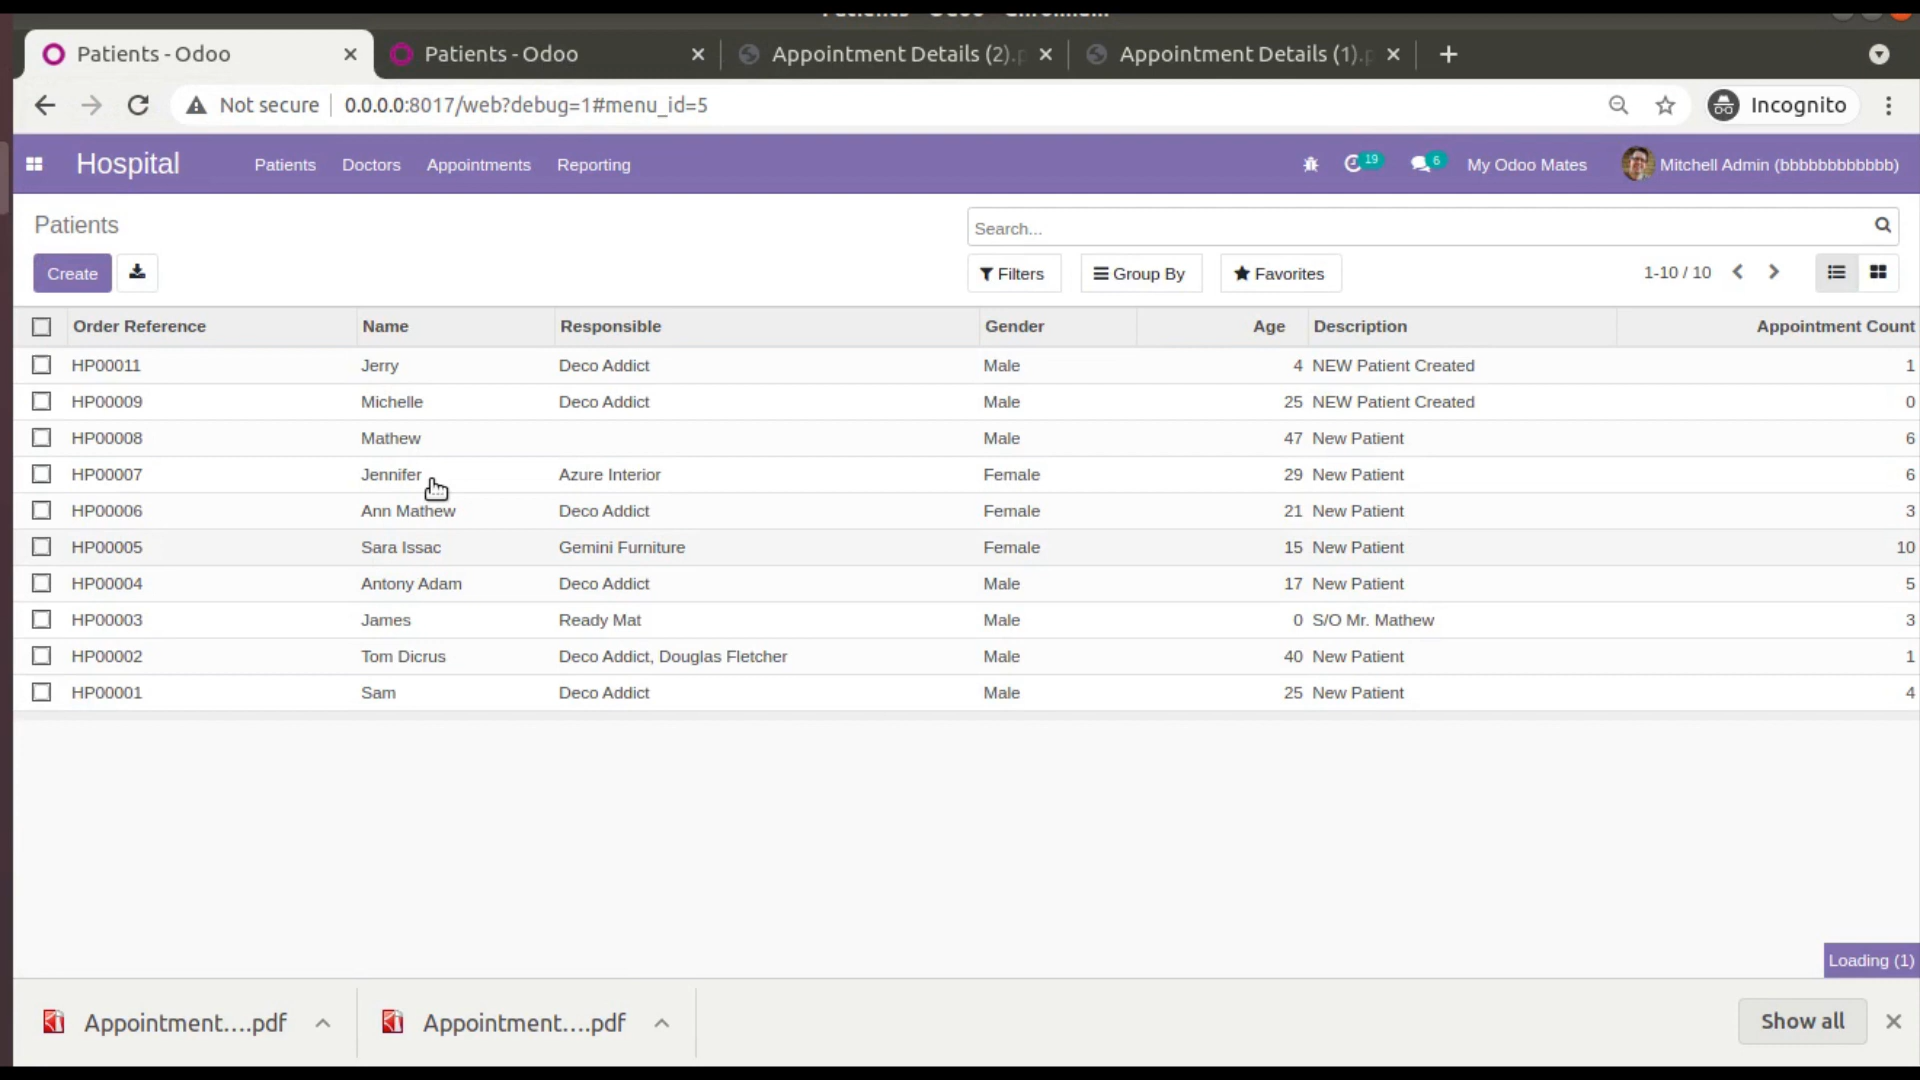 Patients - Odoo
Patients - Odoo
Appointment Details (2).
Appointment Details (1).
Not secure
0.0.0.0:8017/web?debug=1#menu_id=5
Incognito
Hospital
Patients
Doctors
Appointments
Reporting
19
6
My Odoo Mates
Mitchell Admin (bbbbbbbbbbbb)
Patients
Search...
Create
Filters
Group By
Favorites
1-10 / 10
Order Reference Name Responsible Gender Age Description Appointment Count
HP00011 Jerry Deco Addict Male 4 NEW Patient Created 1
HP00009 Michelle Deco Addict Male 25 NEW Patient Created 0
HP00008 Mathew Male 47 New Patient 6
HP00007 Jennifer Azure Interior Female 29 New Patient 6
HP00006 Ann Mathew Deco Addict Female 21 New Patient 3
HP00005 Sara Issac Gemini Furniture Female 15 New Patient 10
HP00004 Antony Adam Deco Addict Male 17 New Patient 5
HP00003 James Ready Mat Male 0 S/O Mr. Mathew 3
HP00002 Tom Dicrus Deco Addict, Douglas Fletcher Male 40 New Patient 1
HP00001 Sam Deco Addict Male 25 New Patient 4
Loading (1)
Appointment....pdf
Appointment....pdf
Show all